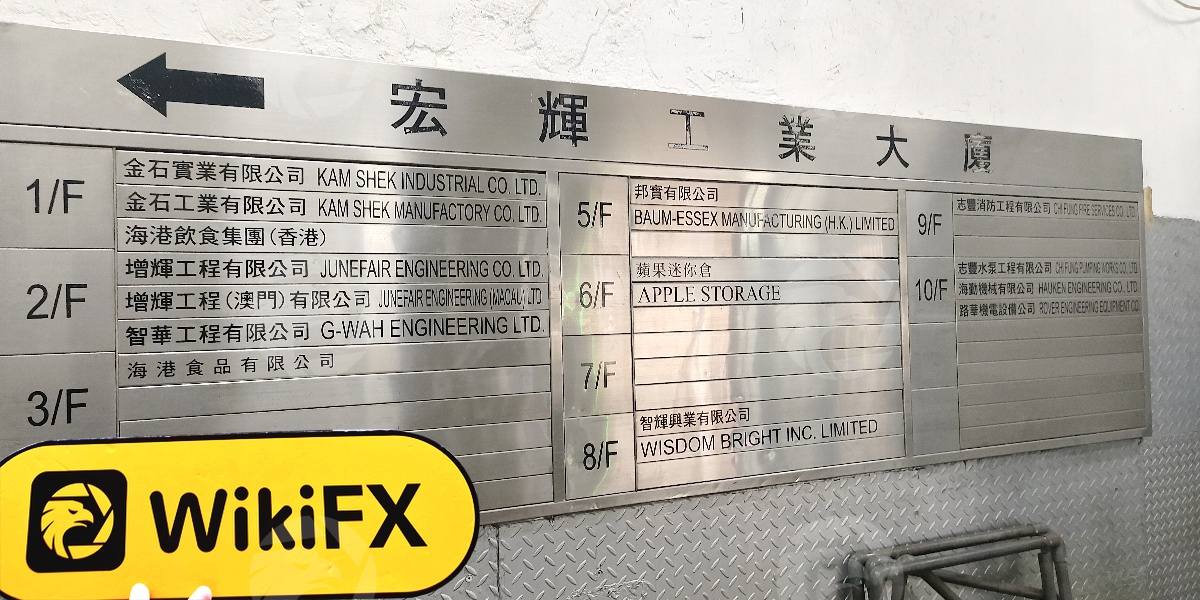 宏輝工業大廈
1/F
金石實業有限公司 KAM SHEK INDUSTRIAL CO. LTD.
金石工業有限公司 KAM SHEK MANUFACTORY CO. LTD.
海港飲食集團(香港)
2/F
增輝工程有限公司 JUNEFAIR ENGINEERING CO. LTD.
增輝工程(澳門)有限公司 JUNEFAIR ENGINEERING (MACAU) LTD
智華工程有限公司 G-WAH ENGINEERING LTD.
3/F
海港食品有限公司
5/F
邦實有限公司
BAUM-ESSEX MANUFACTURING (H.K.) LIMITED
6/F
蘋果迷你倉
APPLE STORAGE
7/F
8/F
智輝興業有限公司
WISDOM BRIGHT INC. LIMITED
9/F
志豐消防工程有限公司 CHI FUNG FIRE SERVICES CO. LTD.
10/F
志豐水泵工程有限公司 CHI FUNG PUMPING WORKS CO. LTD.
海勤機械有限公司 HAUKEN ENGINEERING CO. LTD.
路華機電設備公司 ROVER ENGINEERING EQUIPMENT CO.
WikiFX